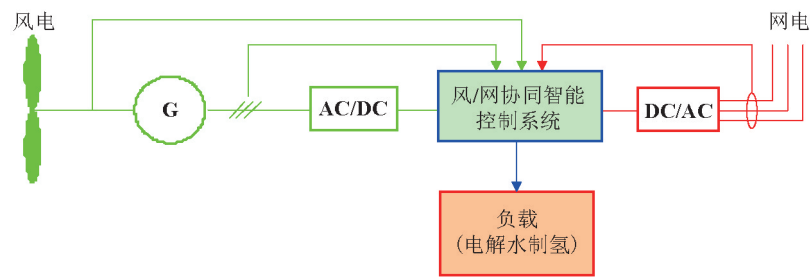 风电
网电
G
AC/DC
风/网协同智能
控制系统
DC/AC
负载
(电解水制氢)